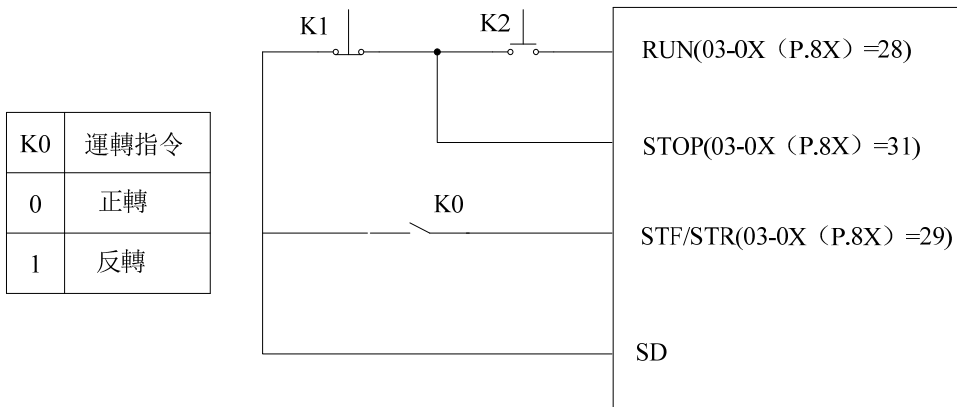 K1
K2
RUN(03-0X（P.8X）=28)
K0 運轉指令
STOP(03-0X（P.8X）=31)
0 正轉
K0
STF/STR(03-0X（P.8X）=29)
1 反轉
SD